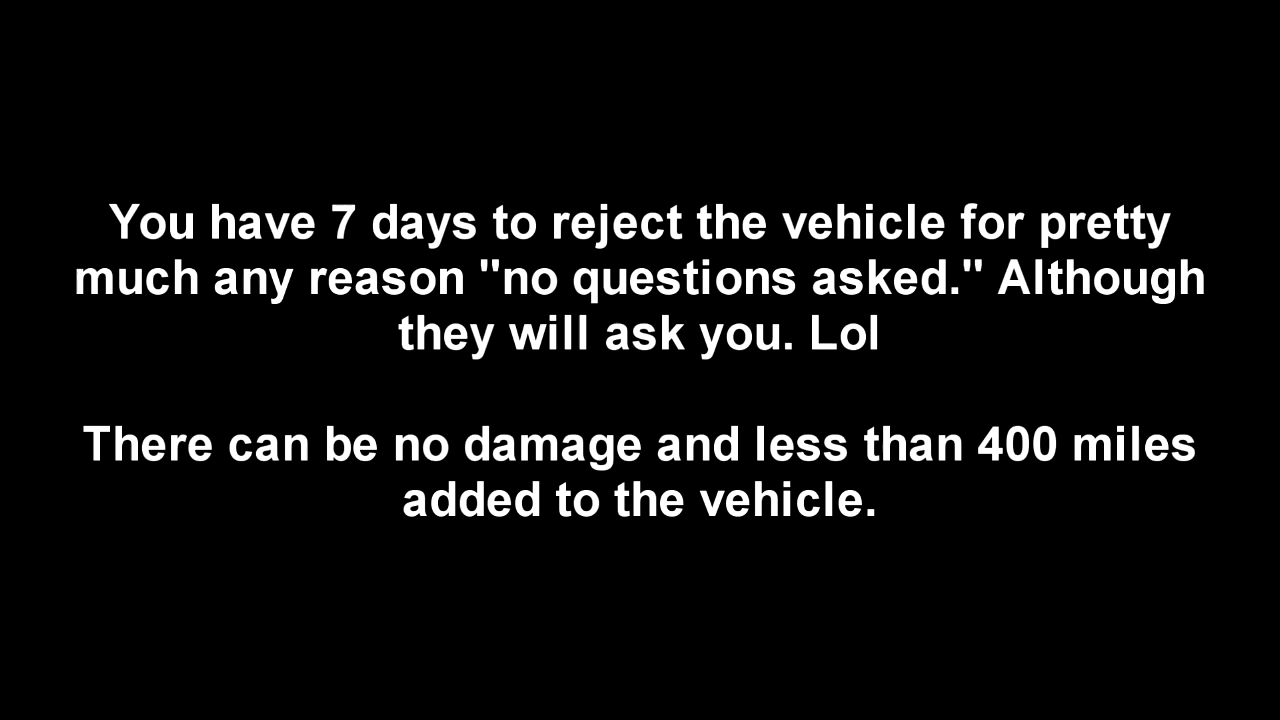 You have 7 days to reject the vehicle for pretty
much any reason "no questions asked." Although
they will ask you. Lol
There can be no damage and less than 400 miles
added to the vehicle.